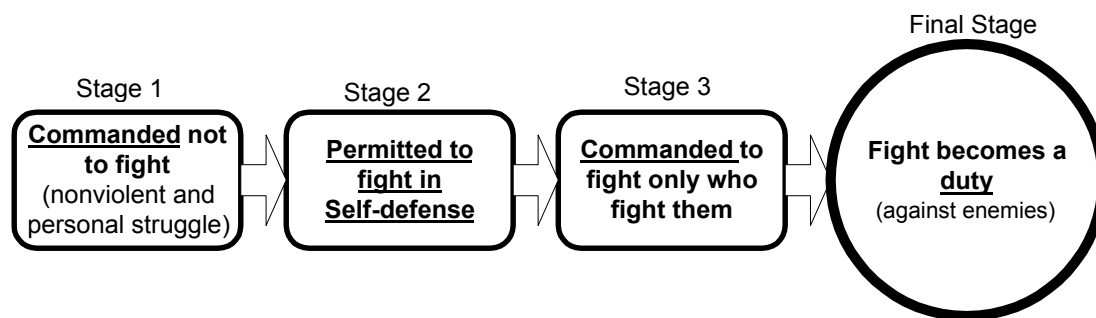 Final Stage
Stage 1
Stage 2
Stage 3
Commanded not
to fight
(nonviolent and
personal struggle)
Permitted to
fight in
Self-defense
Commanded to
fight only who
fight them
Fight becomes a
duty
(against enemies)